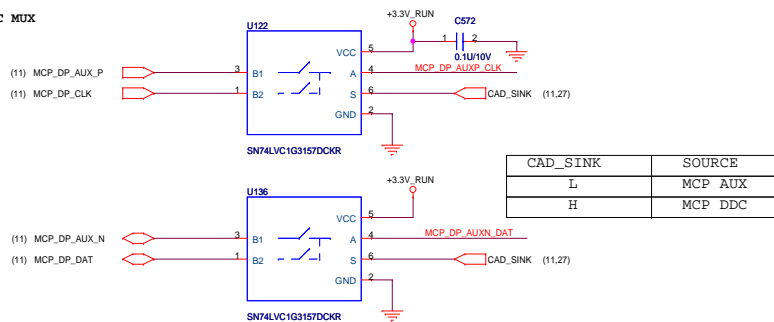 C MUX
U122
+3.3V_RUN
C572
1 2
0.1U/10V
VCC 5
(11) MCP_DP_AUX_P 3 B1 A 4 MCP_DP_AUXP_CLK
(11) MCP_DP_CLK 1 B2 S 6 CAD_SINK (11,27)
GND 2
SN74LVC1G3157DCKR
CAD_SINK SOURCE
L MCP AUX
H MCP DDC
U136
+3.3V_RUN
VCC 5
(11) MCP_DP_AUX_N 3 B1 A 4 MCP_DP_AUXN_DAT
(11) MCP_DP_DAT 1 B2 S 6 CAD_SINK (11,27)
GND 2
SN74LVC1G3157DCKR